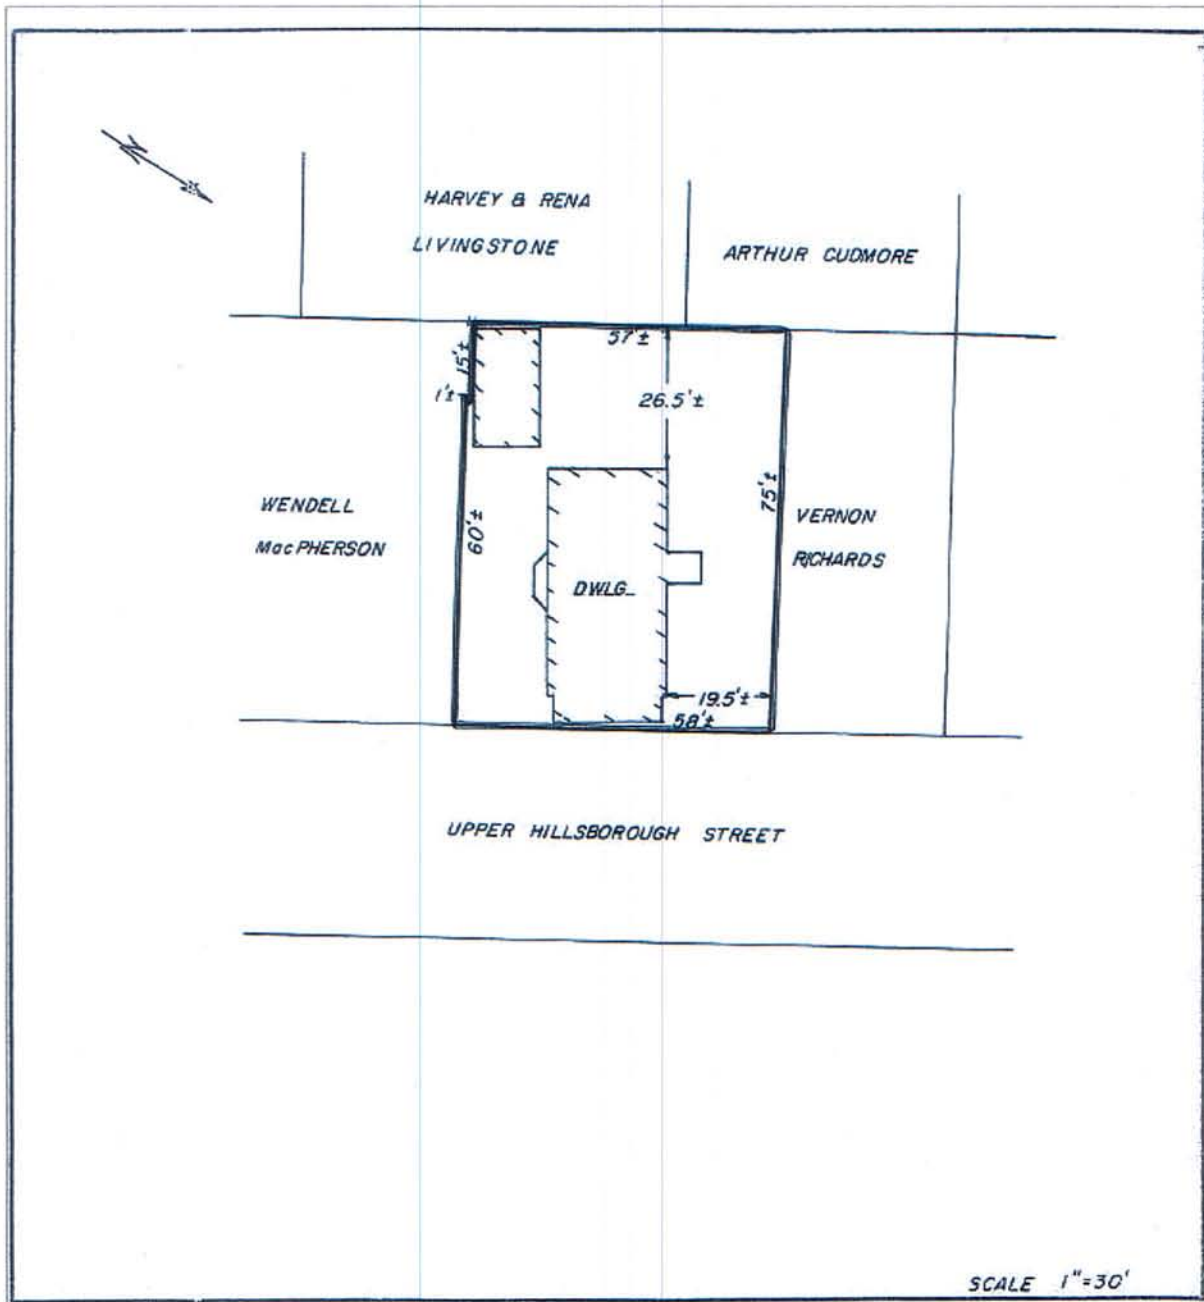 N
HARVEY & RENA
LIVINGSTONE
ARTHUR CUDMORE
57'±
15'±
1'±
26.5'±
WENDELL
MacPHERSON
60'±
75'±
VERNON
RICHARDS
DWLG.
19.5'±
58'±
UPPER HILLSBOROUGH STREET
SCALE 1"=30'